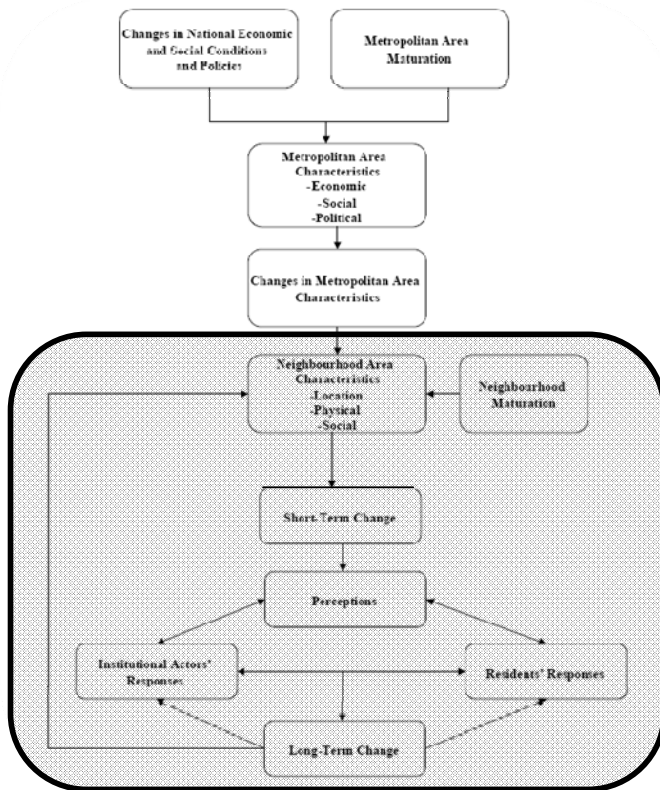 Changes in National Economic
and Social Conditions
and Policies
Metropolitan Area
Maturation
Metropolitan Area
Characteristics
-Economic
-Social
-Political
Changes in Metropolitan Area
Characteristics
Neighbourhood Area
Characteristics
-Location
-Physical
-Social
Neighbourhood
Maturation
Short-Term Change
Perceptions
Institutional Actors'
Responses
Residents' Responses
Long-Term Change